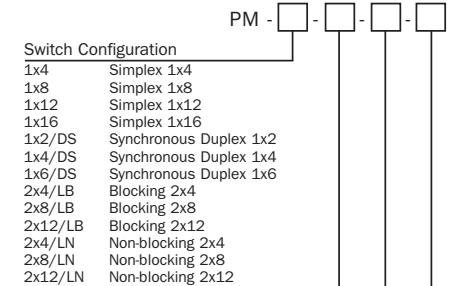 PM - - - -
Switch Configuration
1x4 Simplex 1x4
1x8 Simplex 1x8
1x12 Simplex 1x12
1x16 Simplex 1x16
1x2/DS Synchronous Duplex 1x2
1x4/DS Synchronous Duplex 1x4
1x6/DS Synchronous Duplex 1x6
2x4/LB Blocking 2x4
2x8/LB Blocking 2x8
2x12/LB Blocking 2x12
2x4/LN Non-blocking 2x4
2x8/LN Non-blocking 2x8
2x12/LN Non-blocking 2x12